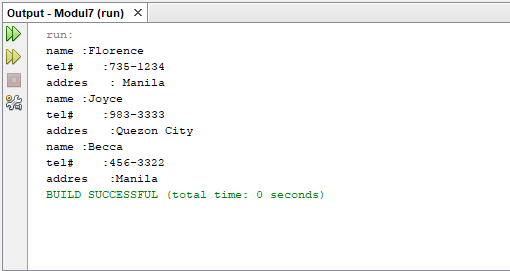 Output - Modul7 (run) ×
run:
name :Florence
tel#    :735-1234
addres   : Manila
name :Joyce
tel#    :983-3333
addres   :Quezon City
name :Becca
tel#    :456-3322
addres   :Manila
BUILD SUCCESSFUL (total time: 0 seconds)